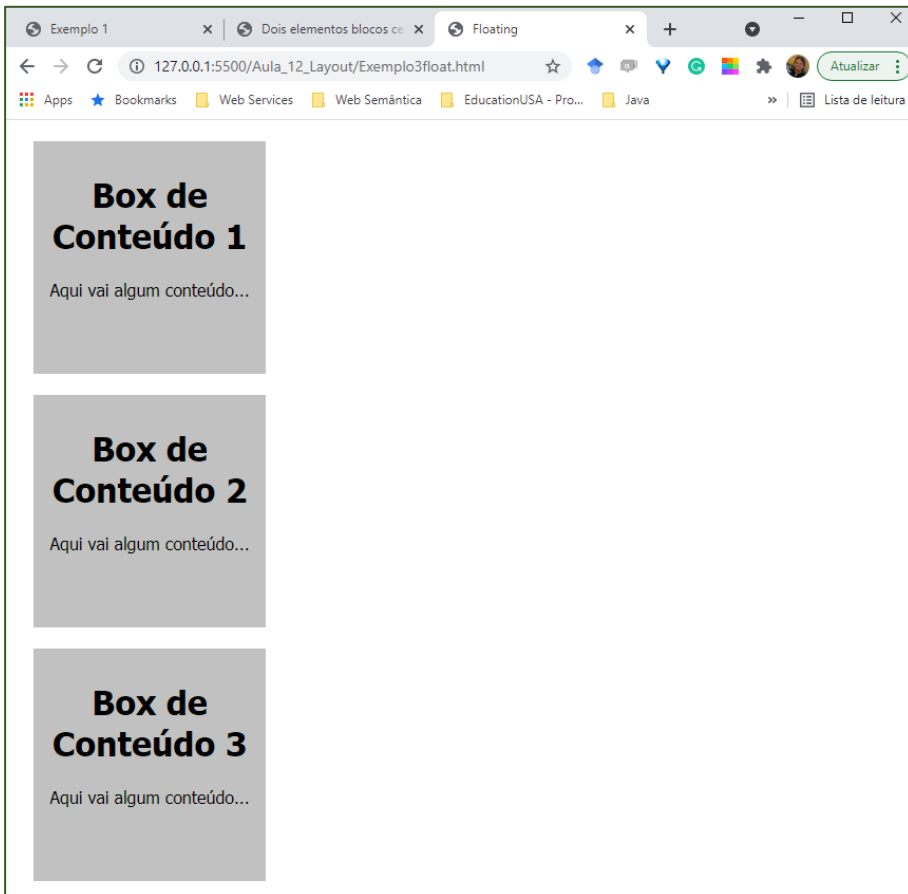 Exemplo 1
Dois elementos blocos ce
Floating
127.0.0.1:5500/Aula_12_Layout/Exemplo3float.html
Atualizar
Apps
Bookmarks
Web Services
Web Semântica
EducationUSA - Pro...
Java
»
Lista de leitura
Box de
Conteúdo 1
Aqui vai algum conteúdo...
Box de
Conteúdo 2
Aqui vai algum conteúdo...
Box de
Conteúdo 3
Aqui vai algum conteúdo...